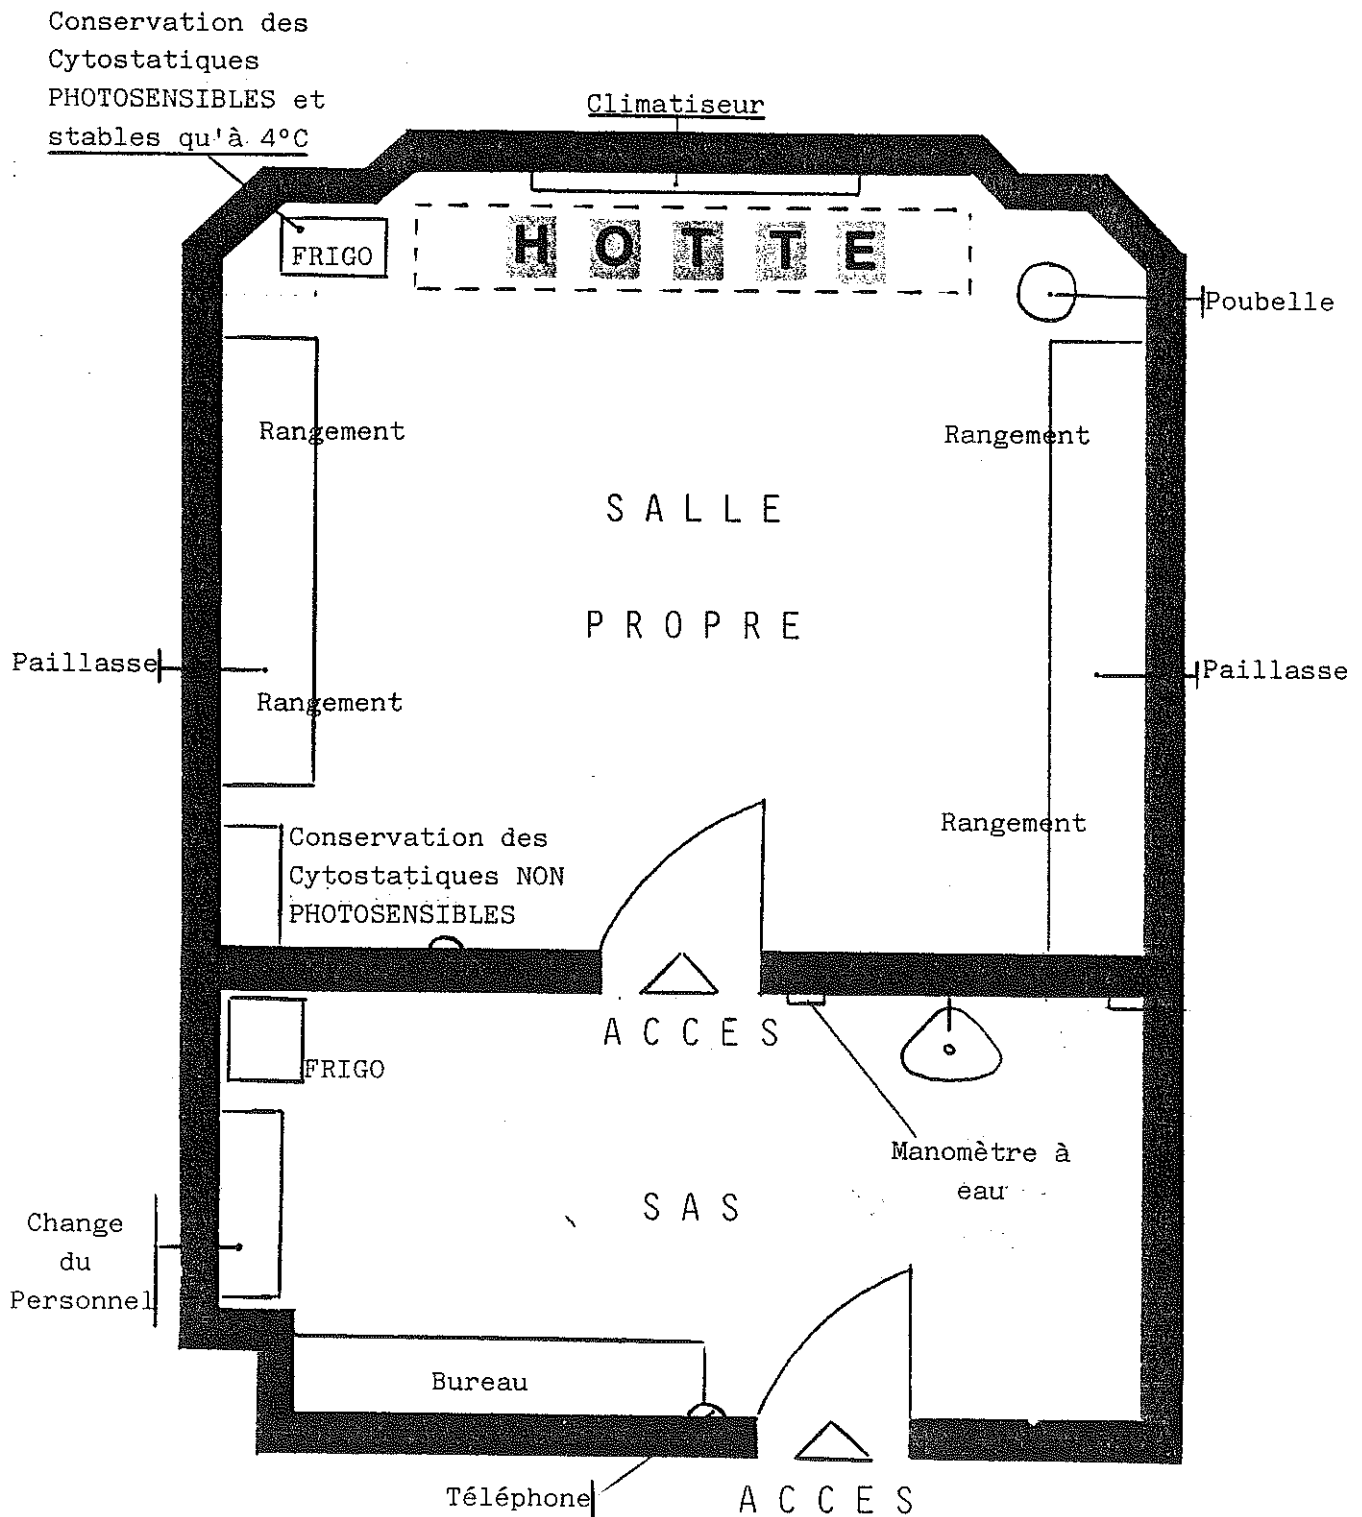 Conservation des
Cytostatiques
PHOTOSENSIBLES et
stables qu'à 4°C
Climatiseur
FRIGO
HOTTE
Poubelle
Rangement
Rangement
SALLE
PROPRE
Paillasse
Paillasse
Rangement
Rangement
Conservation des
Cytostatiques NON
PHOTOSENSIBLES
ACCES
FRIGO
Manomètre à
eau
SAS
Change
du
Personnel
Bureau
Téléphone
ACCES